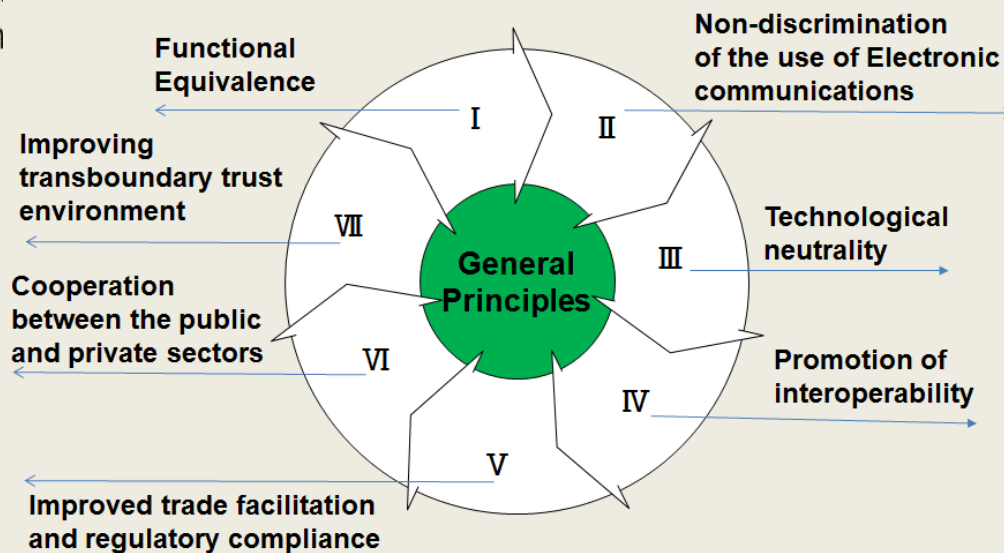 Functional
Equivalence
Non-discrimination
of the use of Electronic
communications
I
II
Improving
transboundary trust
environment
VII
General
Principles
III
Technological
neutrality
Cooperation
between the public
and private sectors
VI
IV
Promotion of
interoperability
V
Improved trade facilitation
and regulatory compliance